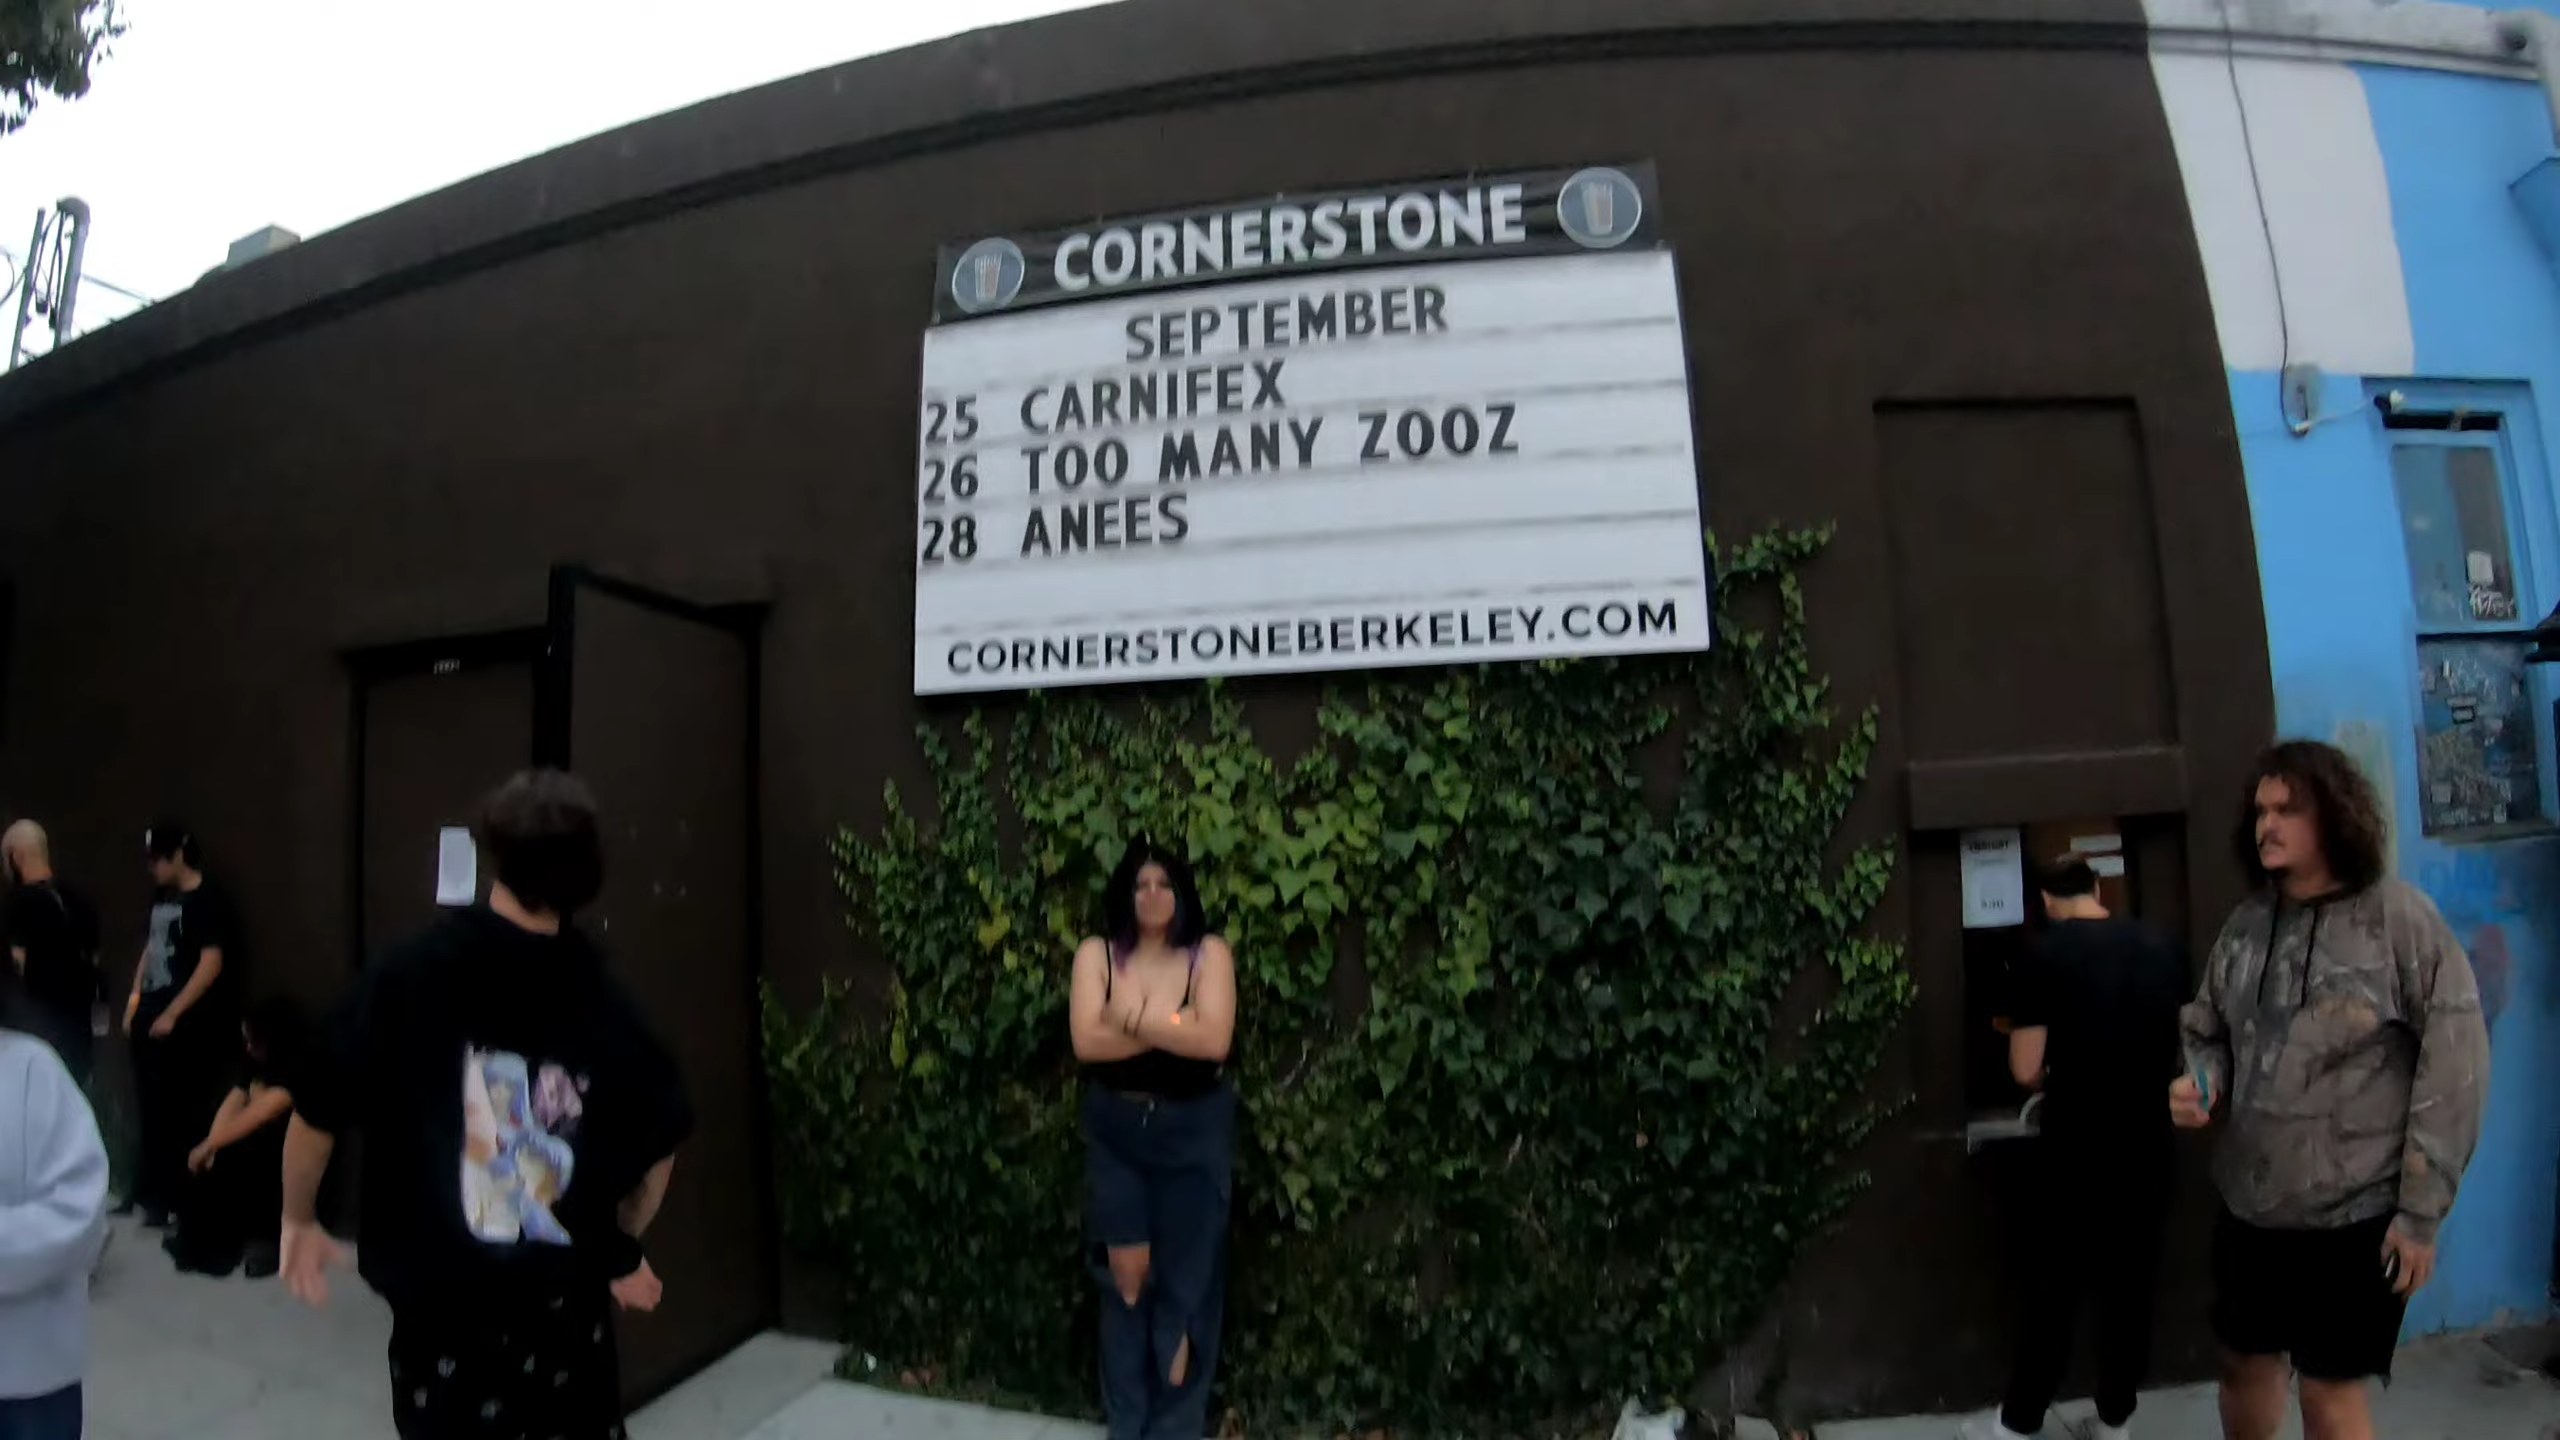 CORNERSTONE
SEPTEMBER
25 CARNIFEX
26 TOO MANY ZOOZ
28 ANEES
CORNERSTONEBERKELEY.COM